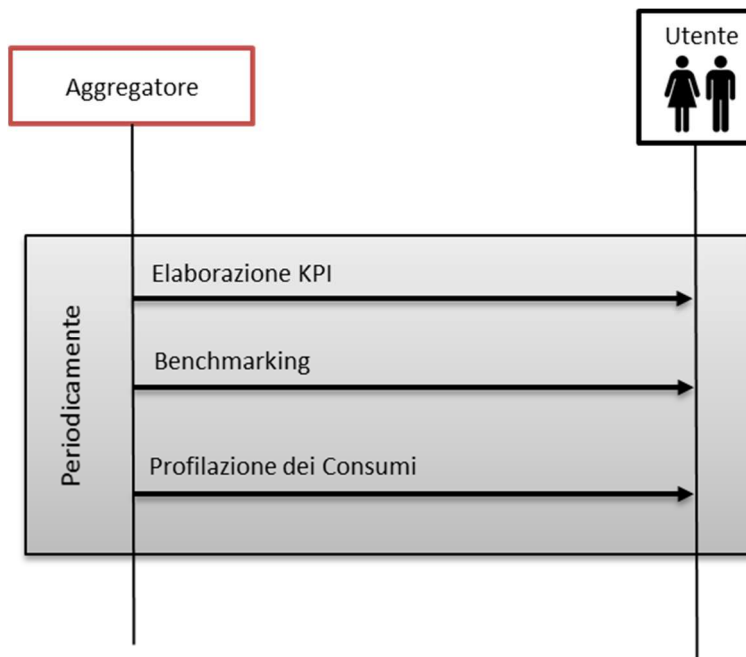 Utente
Aggregatore
Elaborazione KPI
Benchmarking
Profilazione dei Consumi
Periodicamente